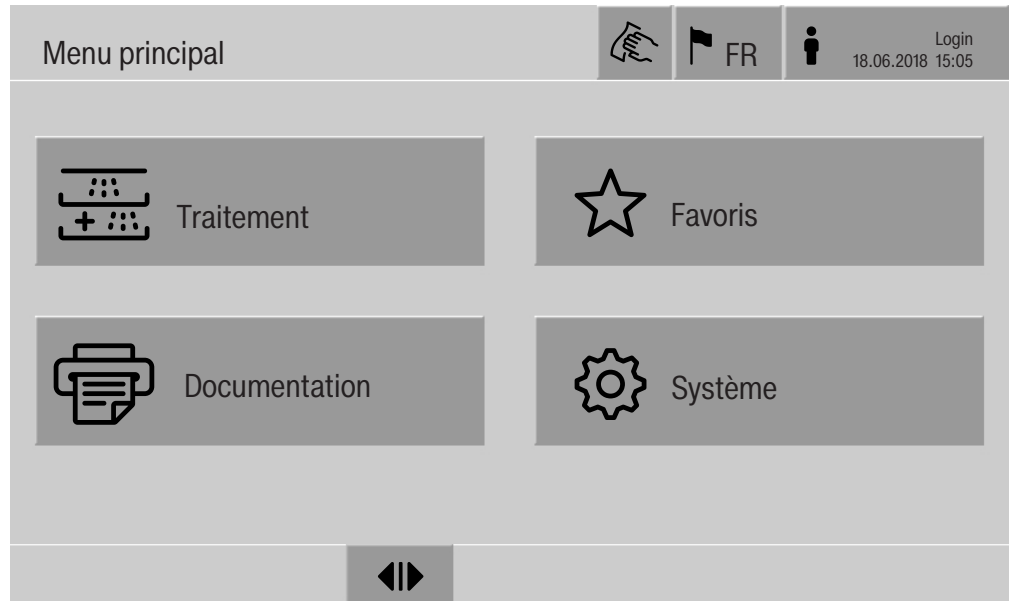 Menu principal
FR
Login
18.06.2018 15:05
Traitement
Favoris
Documentation
Système